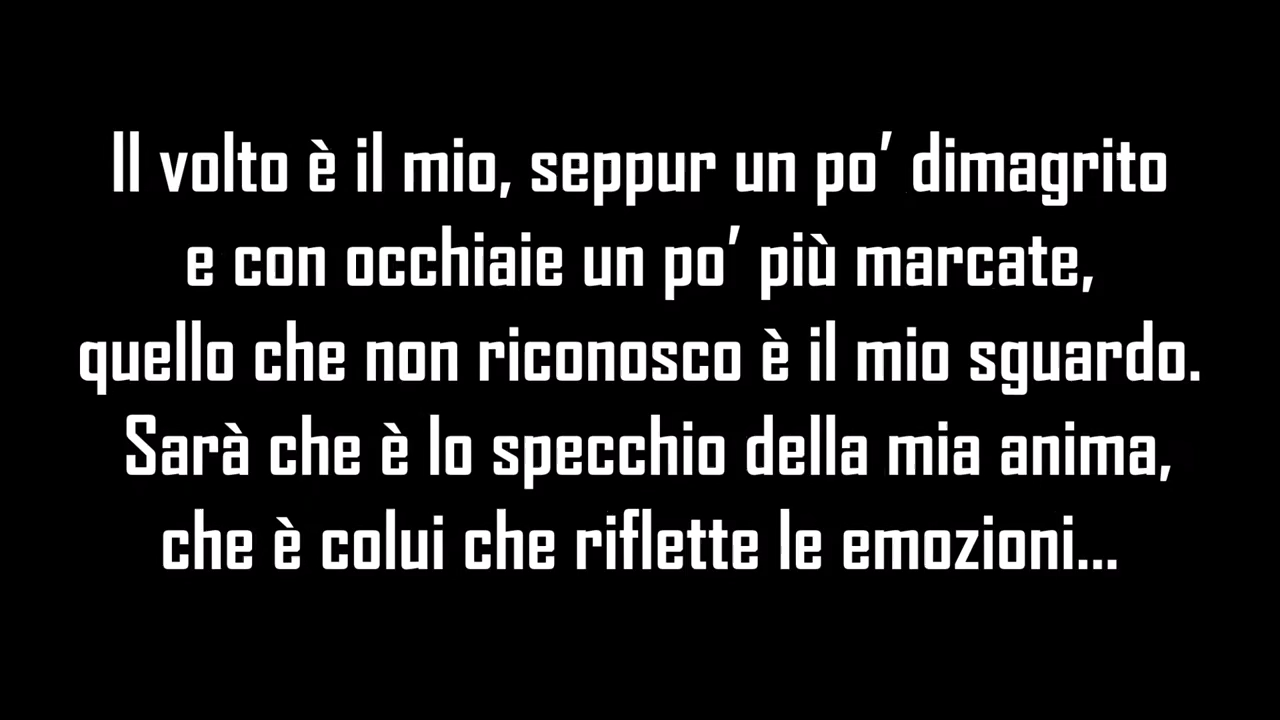 Il volto è il mio, seppur un po’ dimagrito
e con occhiaie un po’ più marcate,
quello che non riconosco è il mio sguardo.
Sarà che è lo specchio della mia anima,
che è colui che riflette le emozioni...